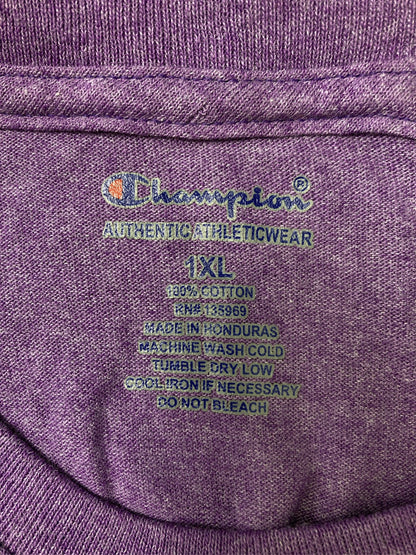 Champion®
AUTHENTIC ATHLETICWEAR
1XL
100% COTTON
RN# 135969
MADE IN HONDURAS
MACHINE WASH COLD
TUMBLE DRY LOW
COOL IRON IF NECESSARY
DO NOT BLEACH